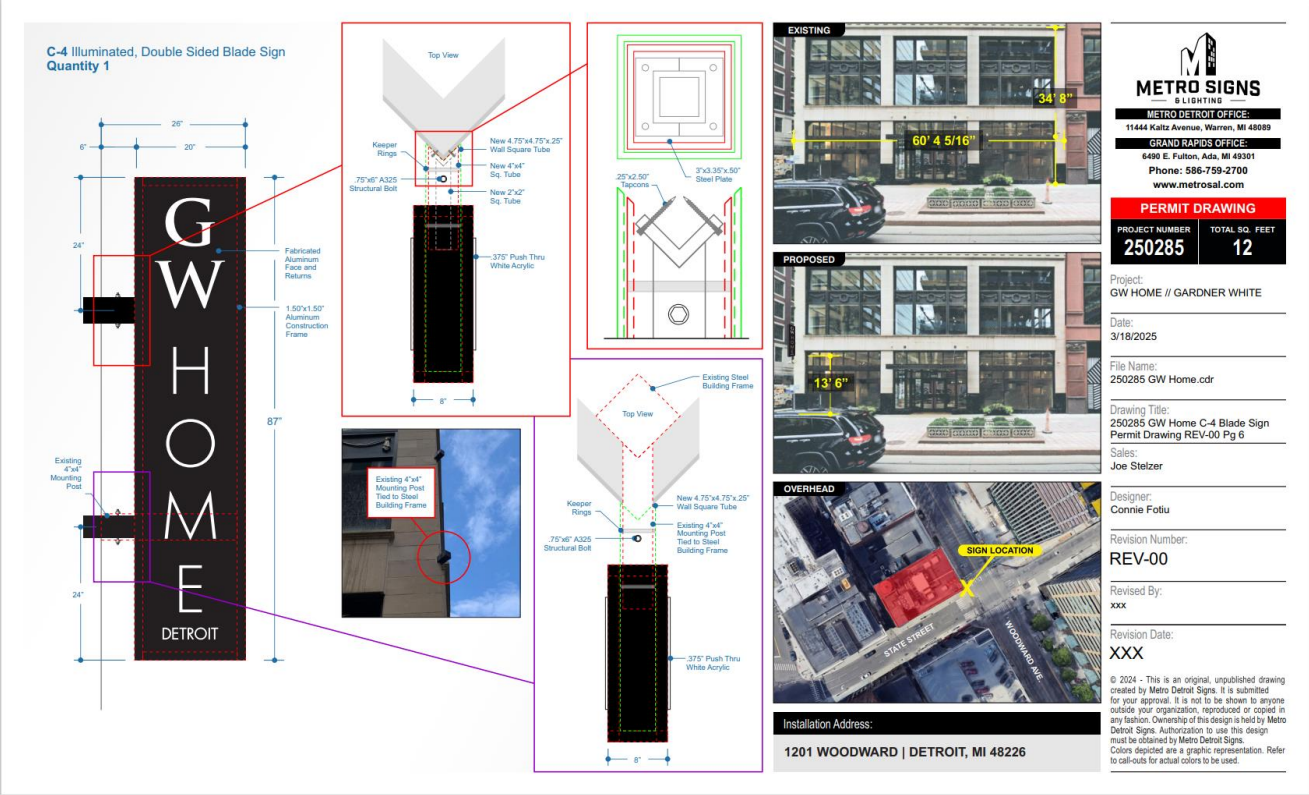 C-4 Illuminated, Double Sided Blade Sign
Quantity 1
26"
6"
20"
24"
87"
24"
G
W
H
O
M
E
DETROIT
Fabricated
Aluminum
Face and
Returns
1.50"x1.50"
Aluminum
Construction
Frame
Existing
4"x4"
Mounting
Post
Top View
Keeper
Rings
.75"x6" A325
Structural Bolt
New 4.75"x4.75"x.25"
Wall Square Tube
New 4"x4"
Sq. Tube
New 2"x2"
Sq. Tube
.375" Push Thru
White Acrylic
8"
3"x3.35"x.50"
Steel Plate
.25"x2.50"
Tapcons
Existing 4"x4"
Mounting Post
Tied to Steel
Building Frame
Existing Steel
Building Frame
Top View
Keeper
Rings
.75"x6" A325
Structural Bolt
New 4.75"x4.75"x.25"
Wall Square Tube
Existing 4"x4"
Mounting Post
Tied to Steel
Building Frame
.375" Push Thru
White Acrylic
8"
EXISTING
34' 8"
60' 4 5/16"
PROPOSED
13' 6"
OVERHEAD
SIGN LOCATION
X
STATE STREET
WOODWARD AVE.
Installation Address:
1201 WOODWARD | DETROIT, MI 48226
METRO SIGNS
& LIGHTING
METRO DETROIT OFFICE:
11444 Kaltz Avenue, Warren, MI 48089
GRAND RAPIDS OFFICE:
6490 E. Fulton, Ada, MI 49301
Phone: 586-759-2700
www.metrosal.com
PERMIT DRAWING
PROJECT NUMBER
250285
TOTAL SQ. FEET
12
Project:
GW HOME // GARDNER WHITE
Date:
3/18/2025
File Name:
250285 GW Home.cdr
Drawing Title:
250285 GW Home C-4 Blade Sign
Permit Drawing REV-00 Pg 6
Sales:
Joe Stelzer
Designer:
Connie Fotiu
Revision Number:
REV-00
Revised By:
xxx
Revision Date:
XXX
© 2024 - This is an original, unpublished drawing
created by Metro Detroit Signs. It is submitted
for your approval. It is not to be shown to anyone
outside your organization, reproduced or copied in
any fashion. Ownership of this design is held by Metro
Detroit Signs. Authorization to use this design
must be obtained by Metro Detroit Signs.
Colors depicted are a graphic representation. Refer
to call-outs for actual colors to be used.